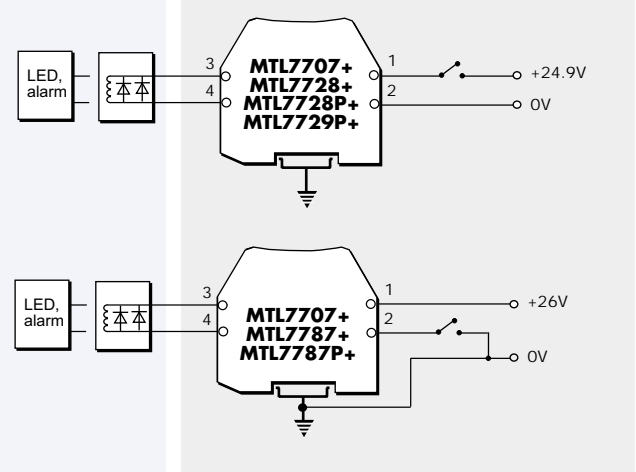 LED,
alarm
3
4
MTL7707+
MTL7728+
MTL7728P+
MTL7729P+
1
2
+24.9V
0V
LED,
alarm
3
4
MTL7707+
MTL7787+
MTL7787P+
1
2
+26V
0V